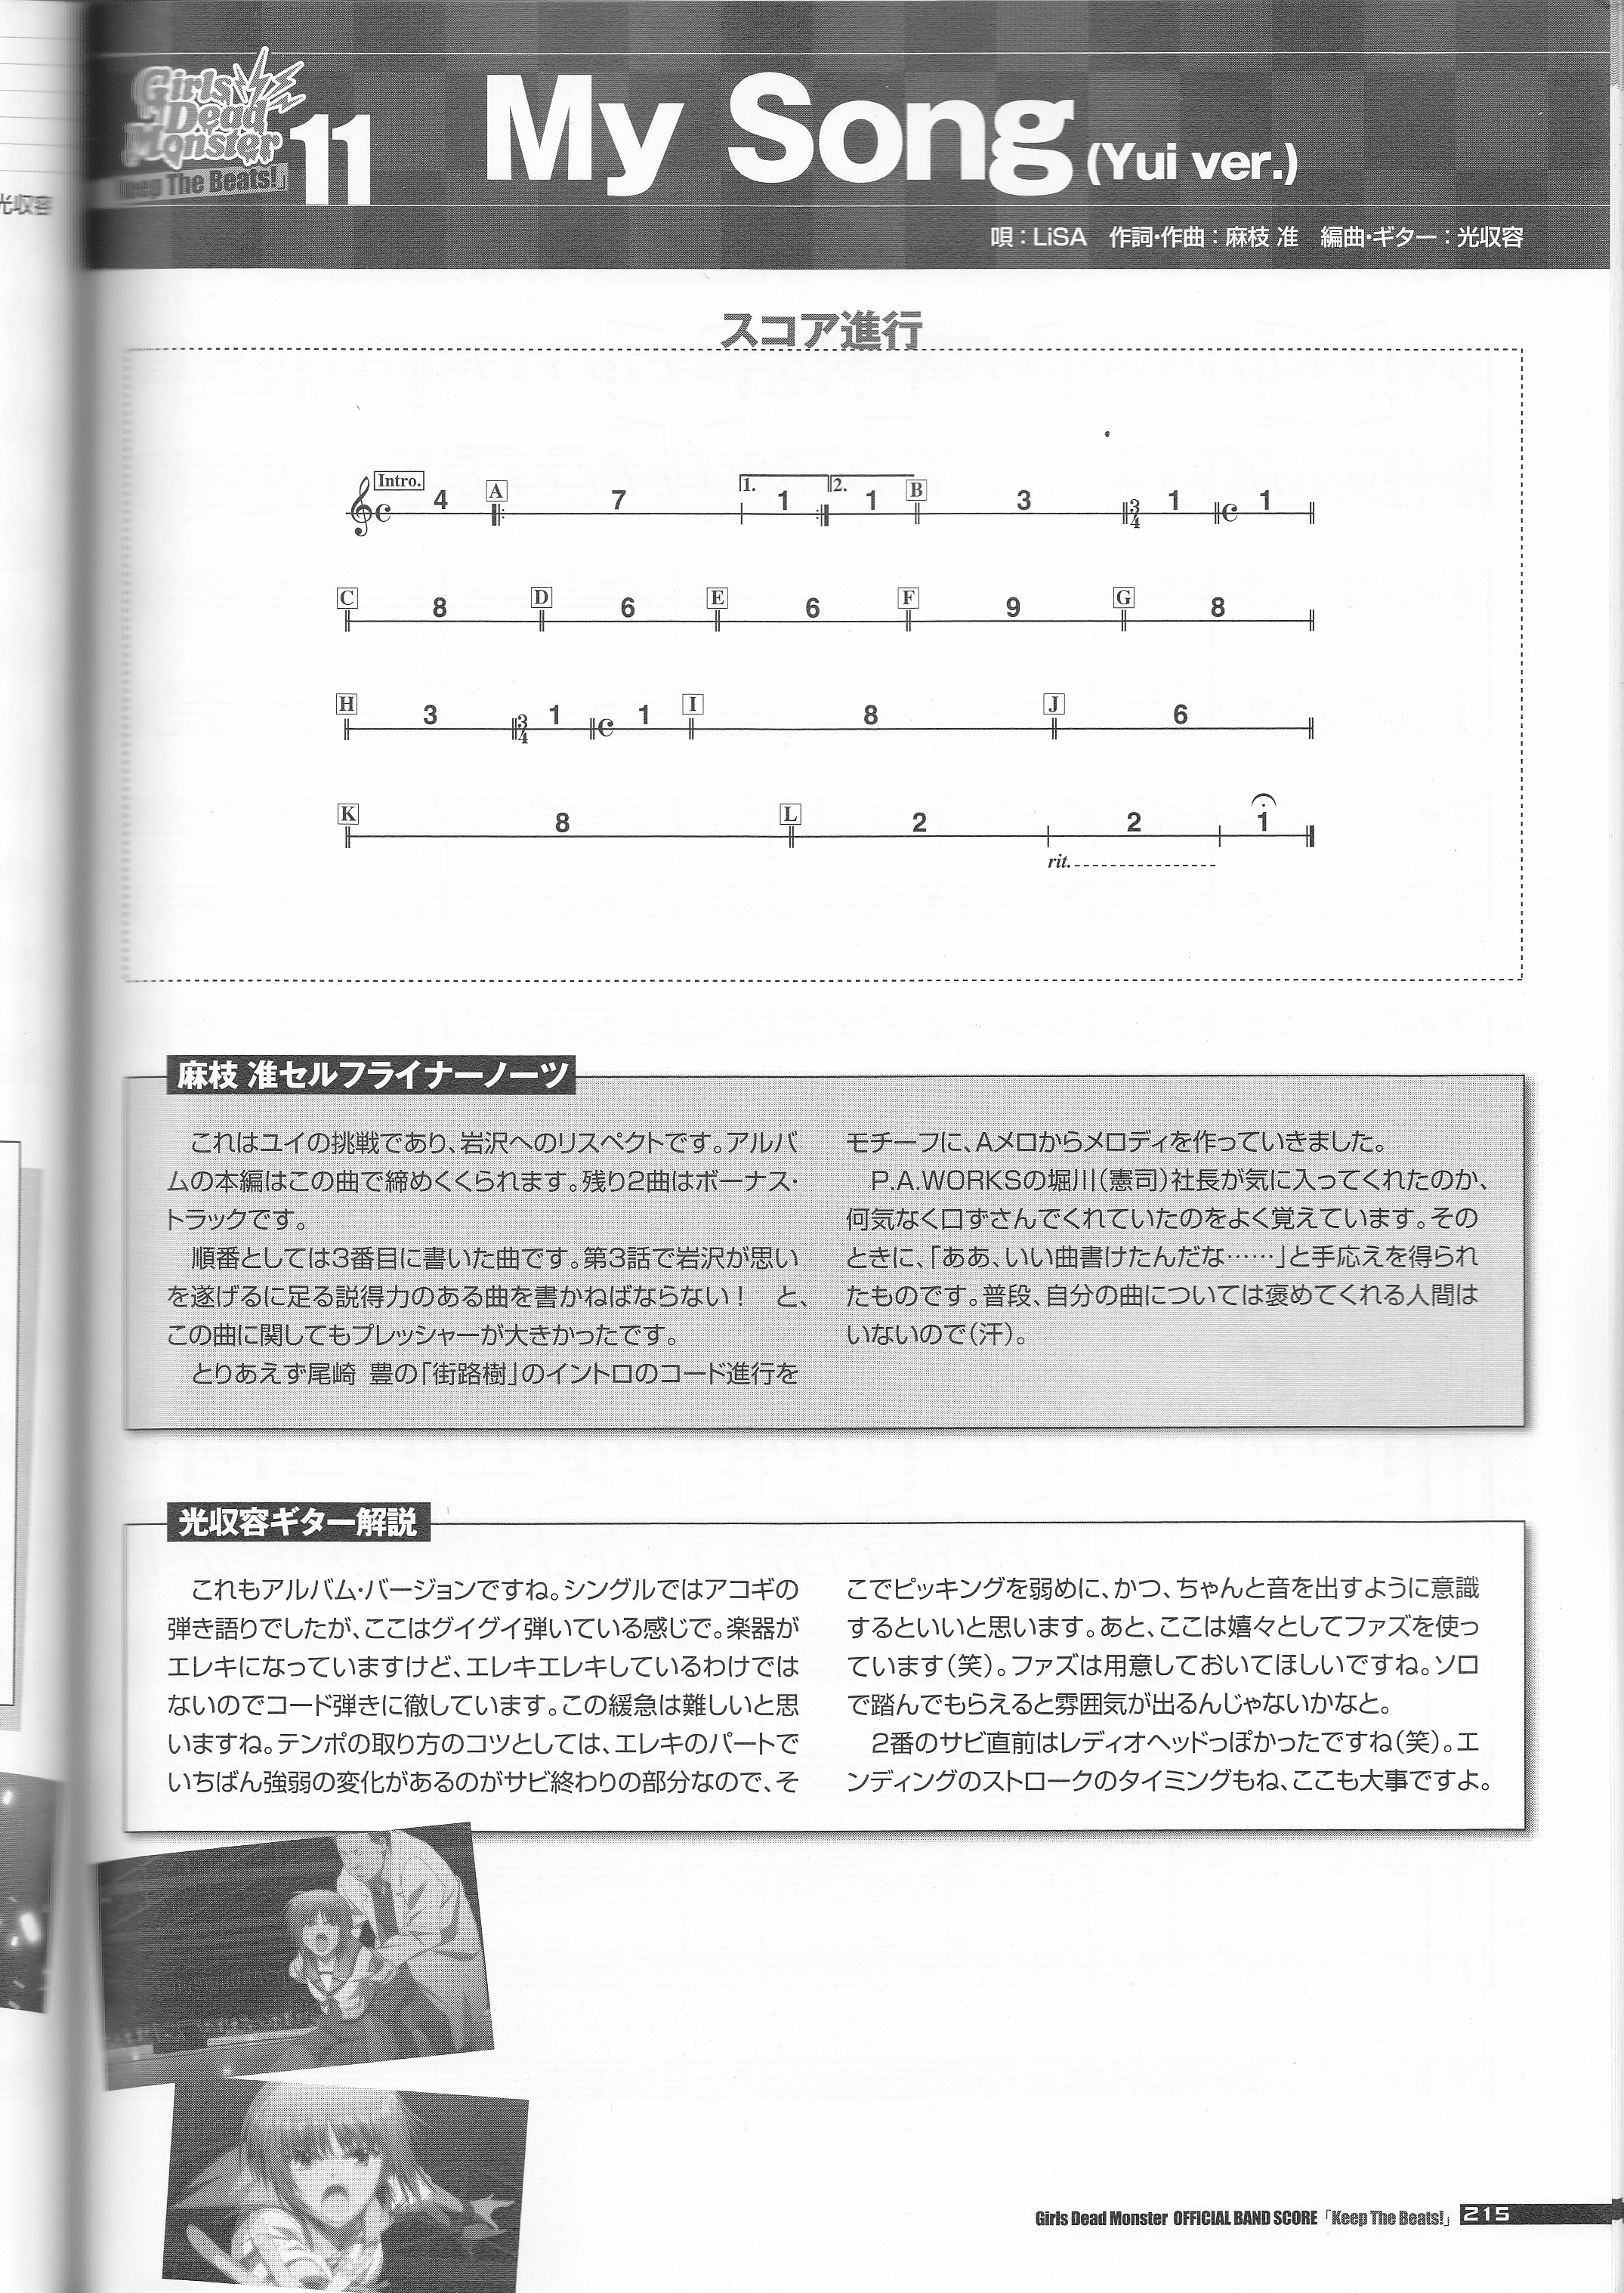 光収容
Girls
Dead
Monster
「Keep The Beats!」
11
My Song (Yui ver.)
唄：LiSA　作詞・作曲：麻枝 准　編曲・ギター：光収容
スコア進行
Intro. 4 A 7 1. 1 2. 1 B 3 3/4 1 C 1
C 8 D 6 E 6 F 9 G 8
H 3 3/4 1 C 1 I 8 J 6
K 8 L 2 2 1
rit.
麻枝 准セルフライナーノーツ
これはユイの挑戦であり、岩沢へのリスペクトです。アルバ
ムの本編はこの曲で締めくくられます。残り2曲はボーナス・
トラックです。
順番としては3番目に書いた曲です。第3話で岩沢が思い
を遂げるに足る説得力のある曲を書かねばならない！　と、
この曲に関してもプレッシャーが大きかったです。
とりあえず尾崎 豊の「街路樹」のイントロのコード進行を
モチーフに、Aメロからメロディを作っていきました。
P.A.WORKSの堀川（憲司）社長が気に入ってくれたのか、
何気なく口ずさんでくれていたのをよく覚えています。その
ときに、「ああ、いい曲書けたんだな……」と手応えを得られ
たものです。普段、自分の曲については褒めてくれる人間は
いないので（汗）。
光収容ギター解説
これもアルバム・バージョンですね。シングルではアコギの
弾き語りでしたが、ここはグイグイ弾いている感じで。楽器が
エレキになっていますけど、エレキエレキしているわけでは
ないのでコード弾きに徹しています。この緩急は難しいと思
いますね。テンポの取り方のコツとしては、エレキのパートで
いちばん強弱の変化があるのがサビ終わりの部分なので、そ
こでピッキングを弱めに、かつ、ちゃんと音を出すように意識
するといいと思います。あと、ここは嬉々としてファズを使っ
ています（笑）。ファズは用意しておいてほしいですね。ソロ
で踏んでもらえると雰囲気が出るんじゃないかなと。
2番のサビ直前はレディオヘッドっぽかったですね（笑）。エ
ンディングのストロークのタイミングもね、ここも大事ですよ。
Girls Dead Monster OFFICIAL BAND SCORE「Keep The Beats!」 215